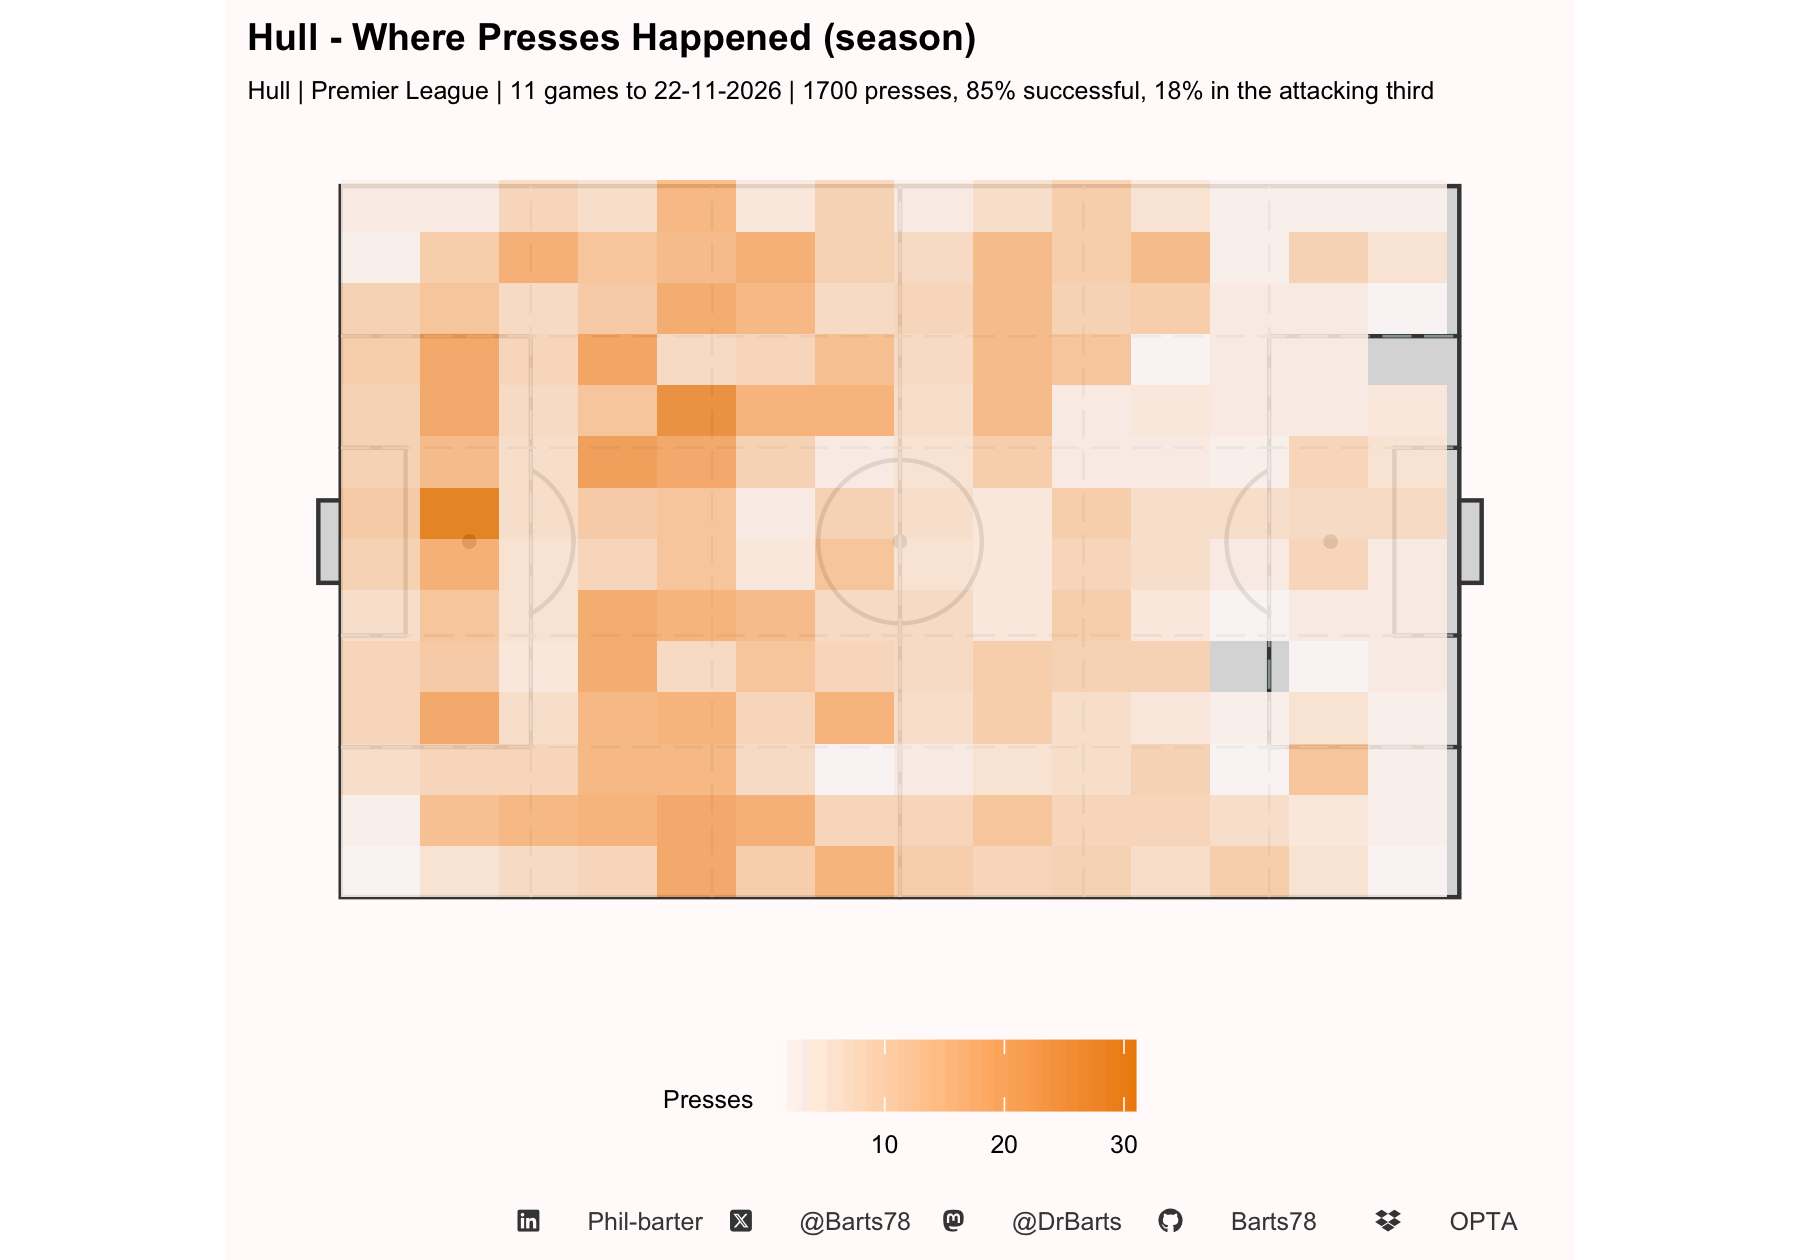 Hull - Where Presses Happened (season)
Hull | Premier League | 11 games to 22-11-2026 | 1700 presses, 85% successful, 18% in the attacking third
Presses
10 20 30
Phil-barter @Barts78 @DrBarts Barts78 OPTA